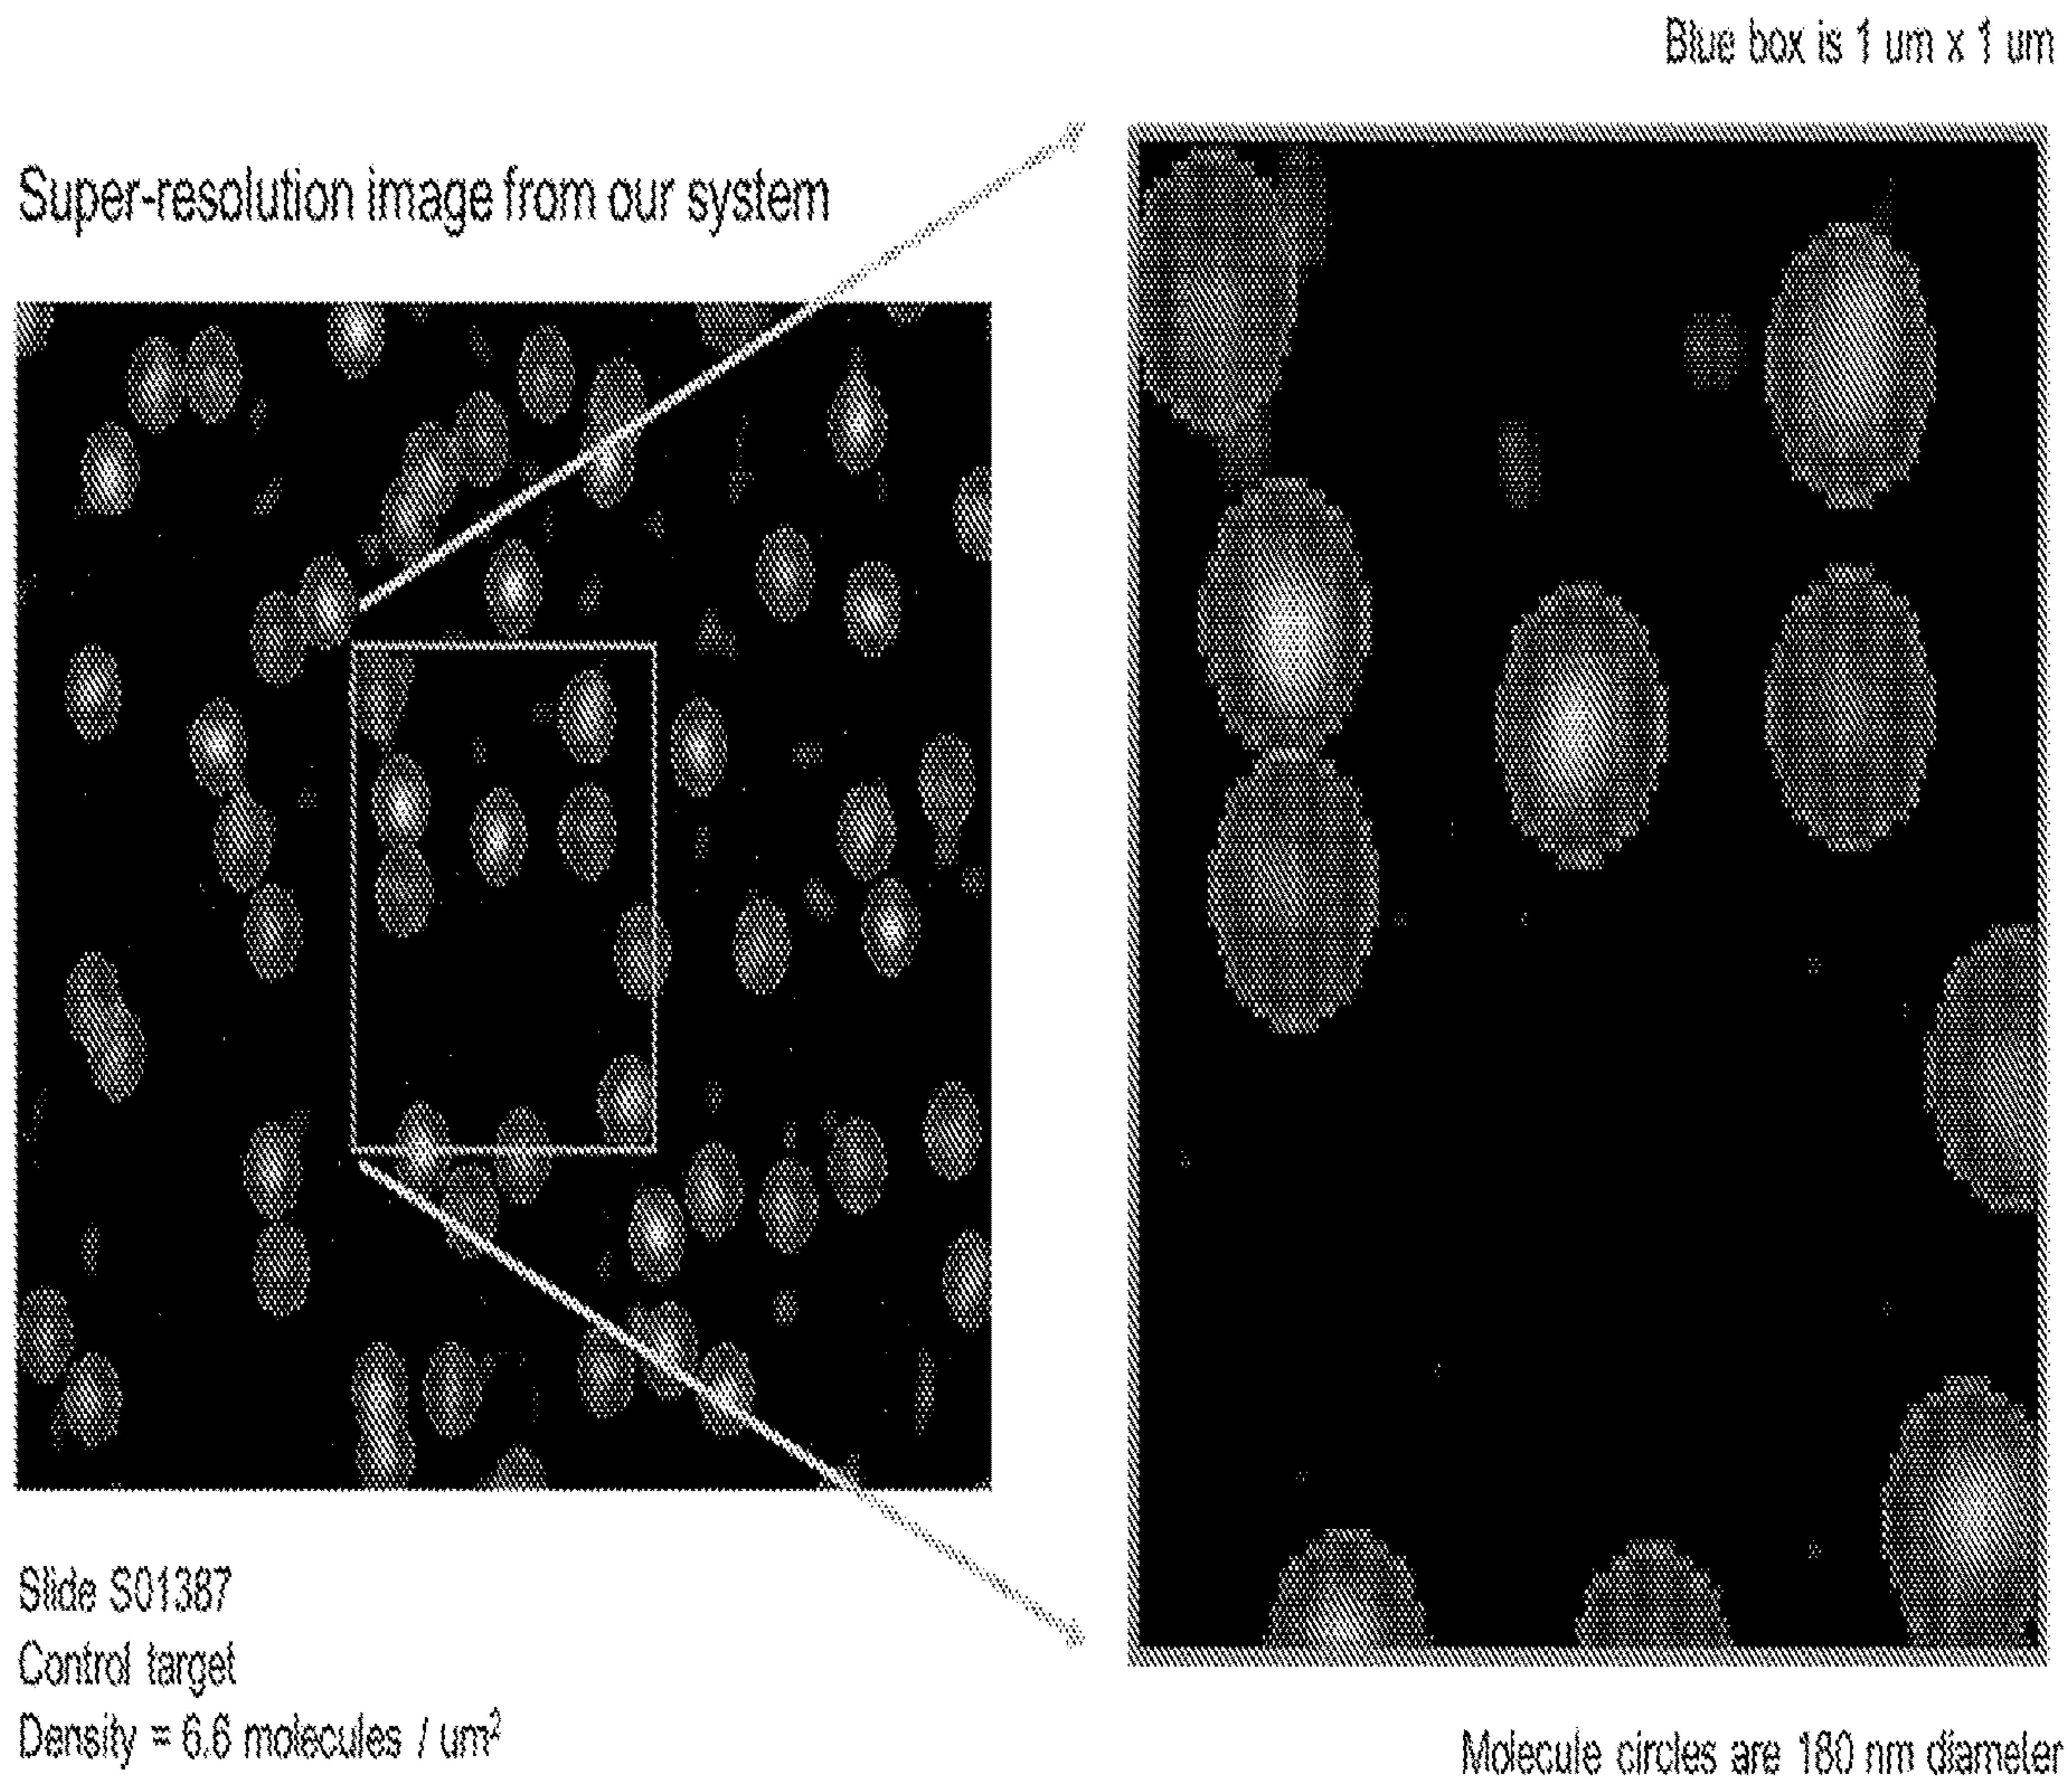 Blue box is 1 um x 1 um
Super-resolution image from our system
Slide S01387
Control target
Density = 6.6 molecules / um²
Molecule circles are 180 nm diameter